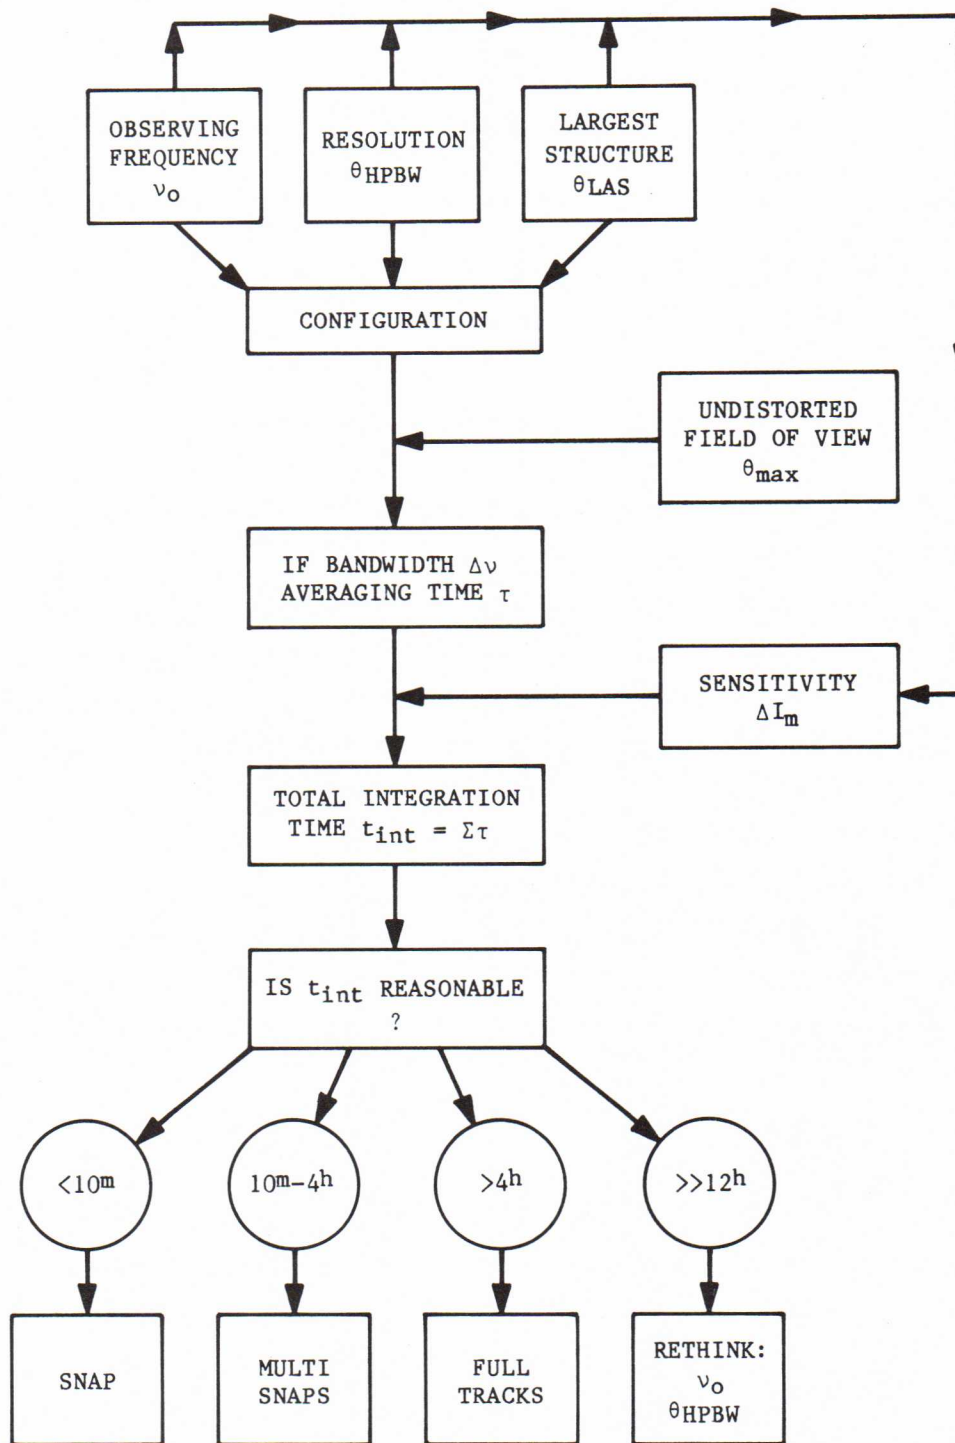 OBSERVING
FREQUENCY
νo
RESOLUTION
θHPBW
LARGEST
STRUCTURE
θLAS
CONFIGURATION
UNDISTORTED
FIELD OF VIEW
θmax
IF BANDWIDTH Δν
AVERAGING TIME τ
SENSITIVITY
ΔIm
TOTAL INTEGRATION
TIME tint = Στ
IS tint REASONABLE
?
<10m
10m-4h
>4h
>>12h
SNAP
MULTI
SNAPS
FULL
TRACKS
RETHINK:
νo
θHPBW